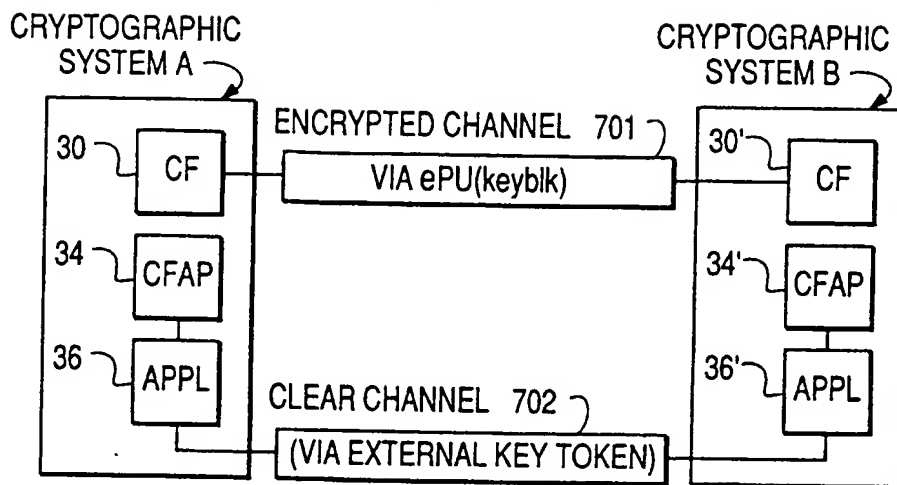 CRYPTOGRAPHIC
SYSTEM A
CRYPTOGRAPHIC
SYSTEM B
ENCRYPTED CHANNEL 701
VIA ePU(keyblk)
30
CF
30'
CF
34
CFAP
34'
CFAP
36
APPL
36'
APPL
CLEAR CHANNEL 702
(VIA EXTERNAL KEY TOKEN)